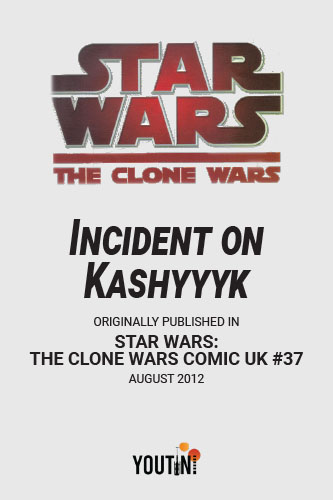 STAR
WARS
THE CLONE WARS
INCIDENT ON
KASHYYYK
ORIGINALLY PUBLISHED IN
STAR WARS:
THE CLONE WARS COMIC UK #37
AUGUST 2012
YOUTINI